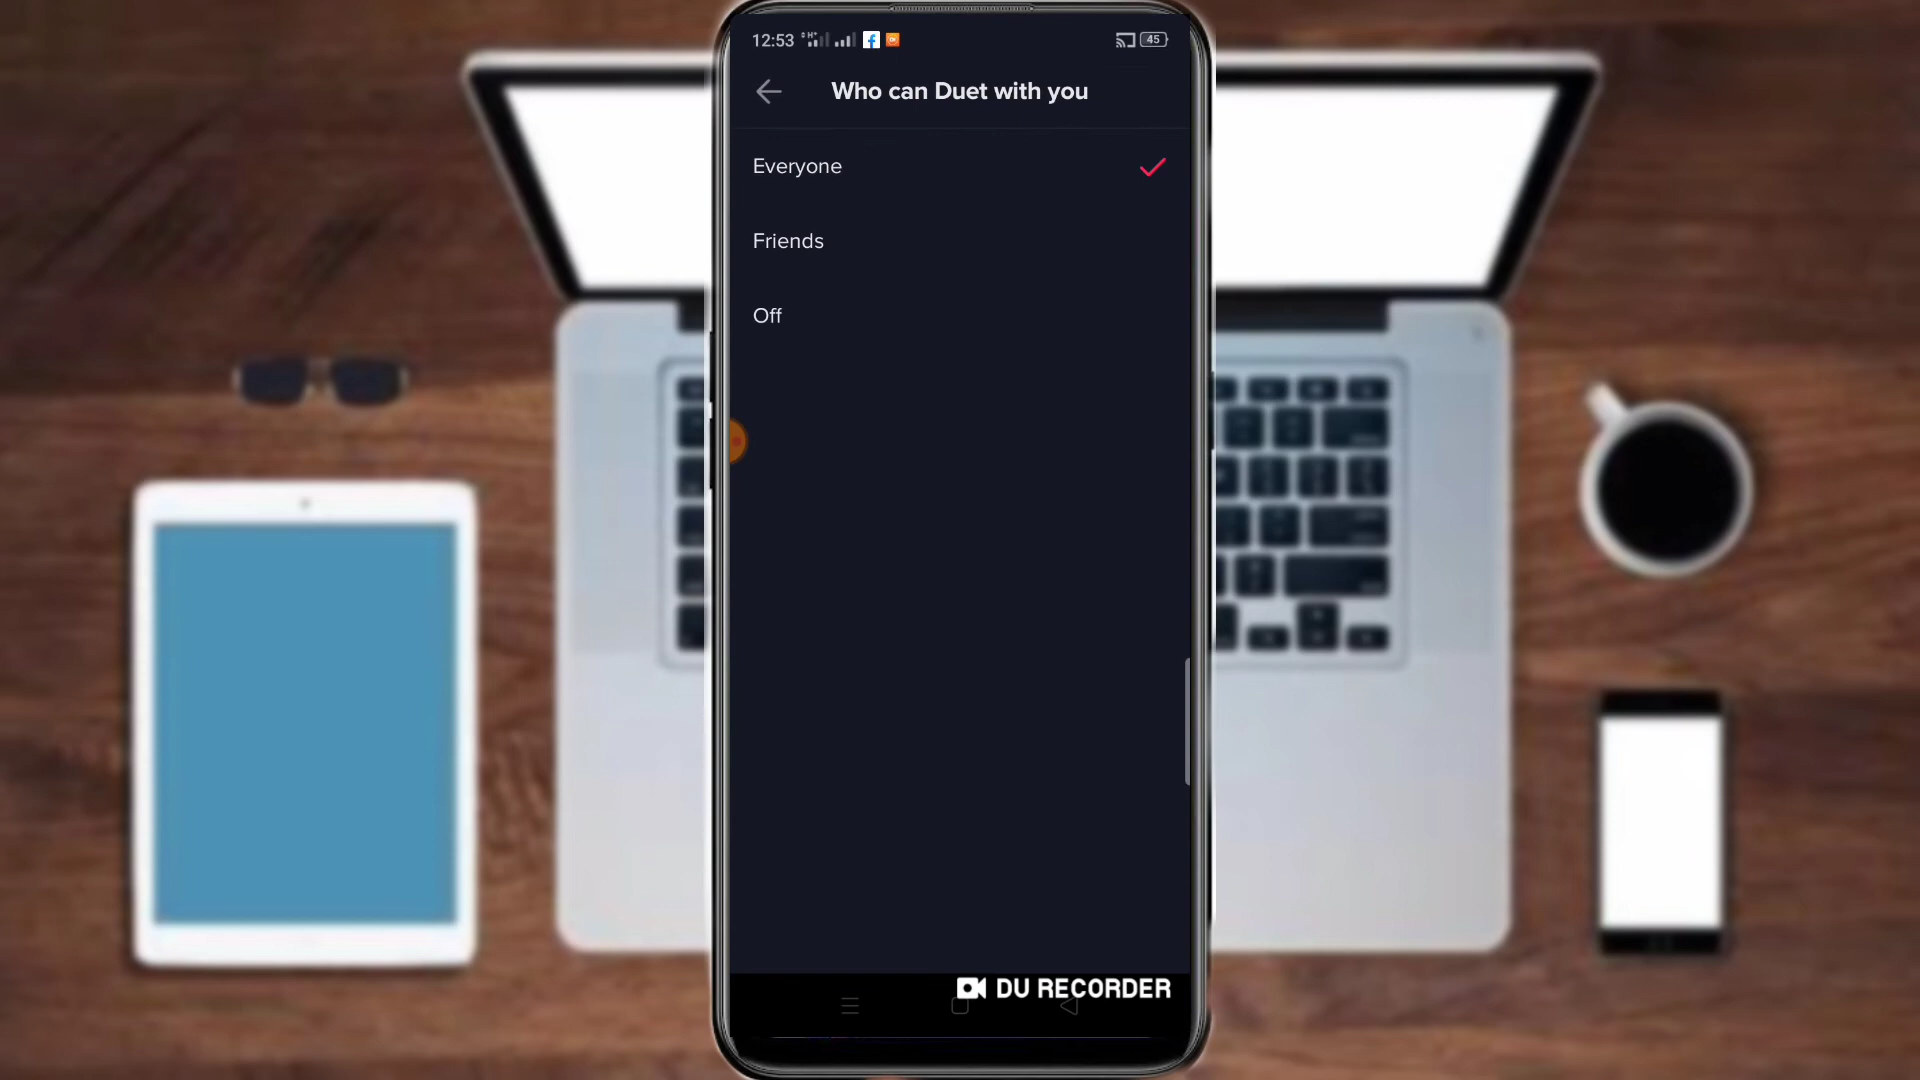 12:53
45
Who can Duet with you
Everyone
Friends
Off
DU RECORDER